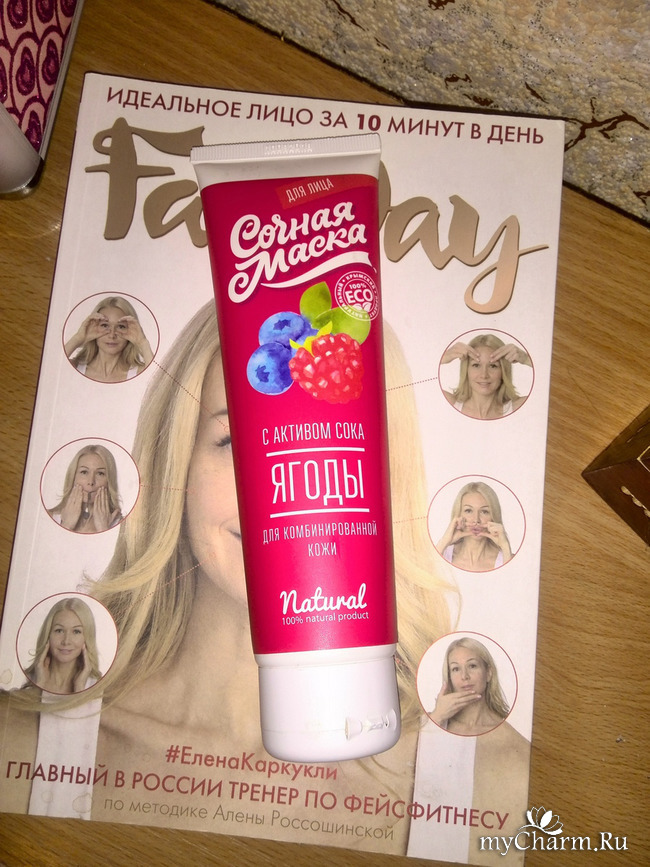 ИДЕАЛЬНОЕ ЛИЦО ЗА 10 МИНУТ В ДЕНЬ
ДЛЯ ЛИЦА
Сочная
Маска
100%
ECO
С АКТИВОМ СОКА
ЯГОДЫ
ДЛЯ КОМБИНИРОВАННОЙ
КОЖИ
Natural
100% natural product
#ЕленаКаркукли
ГЛАВНЫЙ В РОССИИ ТРЕНЕР ПО ФЕЙСФИТНЕСУ
по методике Алены Россошинской
myCharm.Ru